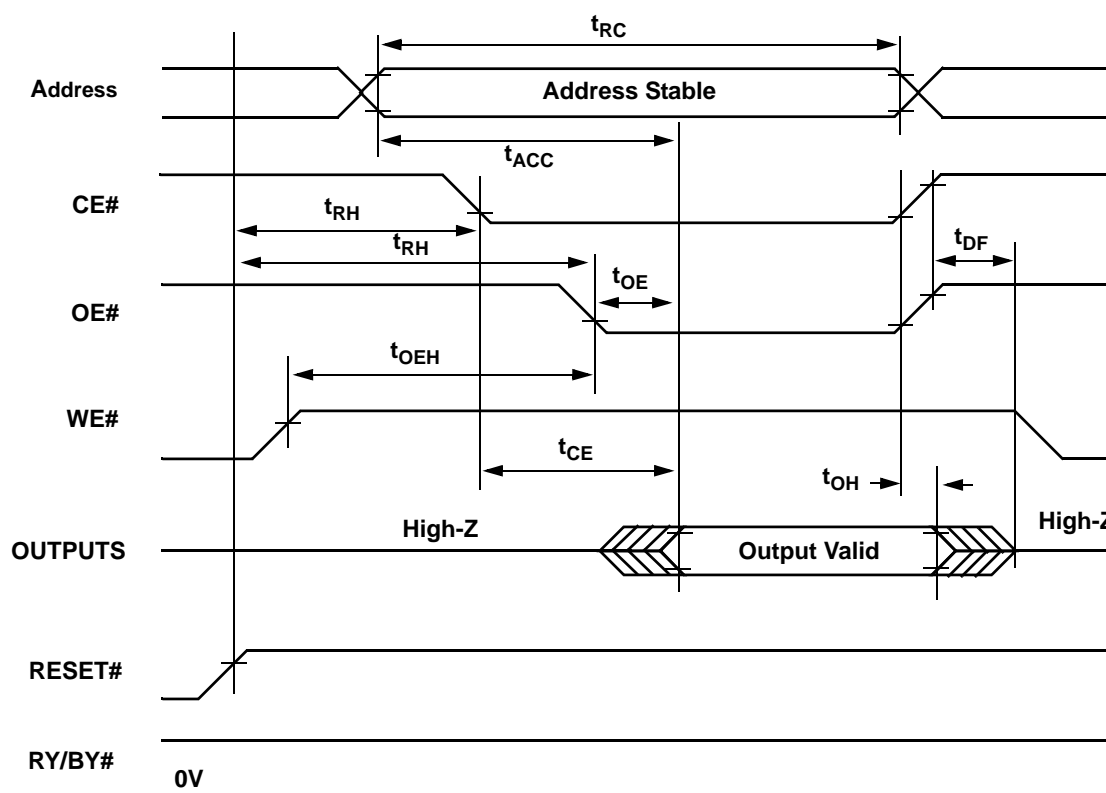 tRC
Address
Address Stable
tACC
CE#
tRH
tRH
tDF
tOE
OE#
tOEH
WE#
tCE
tOH
High-Z
High-Z
OUTPUTS
Output Valid
RESET#
RY/BY#
0V